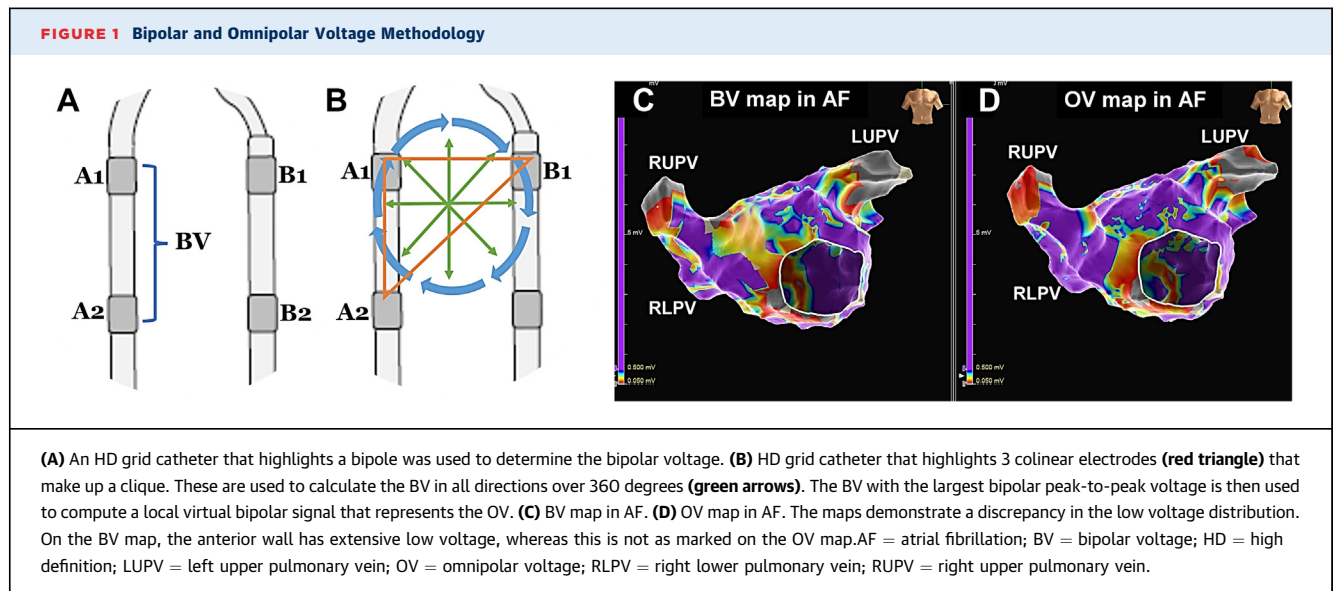 FIGURE 1 Bipolar and Omnipolar Voltage Methodology
A
A1
A2
BV
B1
B2
B
A1
A2
B1
C
BV map in AF
mV
RUPV
LUPV
RLPV
5 mV
0.500 mV
0.050 mV
D
OV map in AF
mV
RUPV
LUPV
RLPV
5 mV
0.500 mV
0.050 mV
(A) An HD grid catheter that highlights a bipole was used to determine the bipolar voltage. (B) HD grid catheter that highlights 3 colinear electrodes (red triangle) that
make up a clique. These are used to calculate the BV in all directions over 360 degrees (green arrows). The BV with the largest bipolar peak-to-peak voltage is then used
to compute a local virtual bipolar signal that represents the OV. (C) BV map in AF. (D) OV map in AF. The maps demonstrate a discrepancy in the low voltage distribution.
On the BV map, the anterior wall has extensive low voltage, whereas this is not as marked on the OV map.AF = atrial fibrillation; BV = bipolar voltage; HD = high
definition; LUPV = left upper pulmonary vein; OV = omnipolar voltage; RLPV = right lower pulmonary vein; RUPV = right upper pulmonary vein.